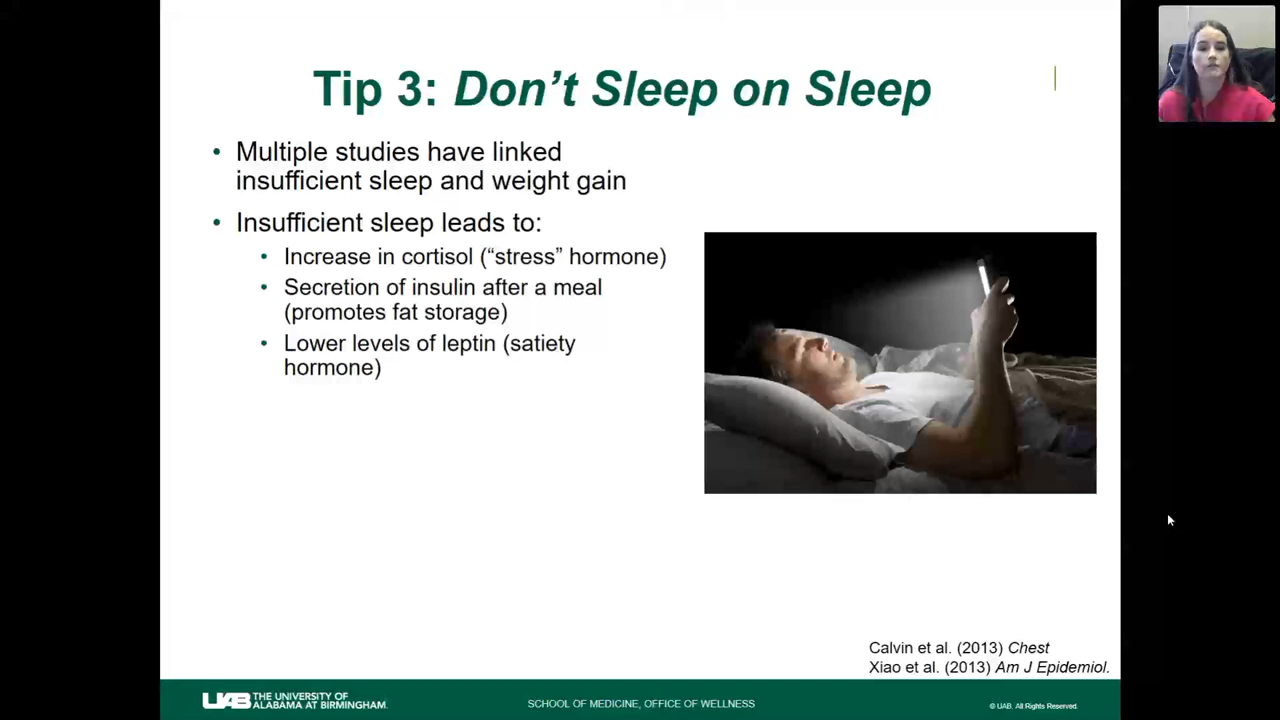 Tip 3: Don’t Sleep on Sleep
• Multiple studies have linked
insufficient sleep and weight gain
• Insufficient sleep leads to:
• Increase in cortisol (“stress” hormone)
• Secretion of insulin after a meal
(promotes fat storage)
• Lower levels of leptin (satiety
hormone)
Calvin et al. (2013) Chest
Xiao et al. (2013) Am J Epidemiol.
UAB THE UNIVERSITY OF
ALABAMA AT BIRMINGHAM.
SCHOOL OF MEDICINE, OFFICE OF WELLNESS
© UAB. All Rights Reserved.